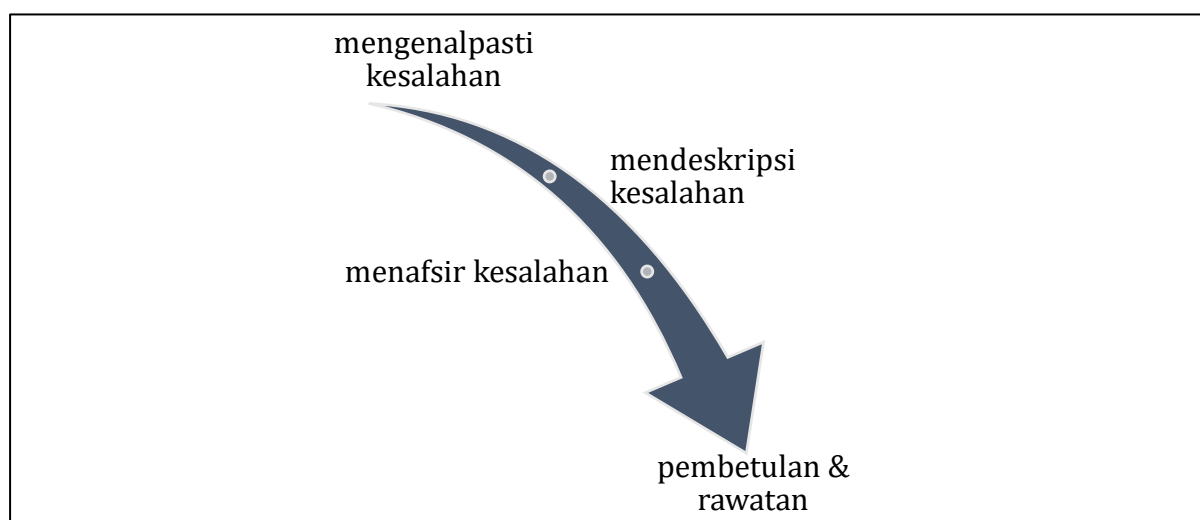 mengenalpasti
kesalahan
mendeskripsi
kesalahan
menafsir kesalahan
pembetulan &
rawatan